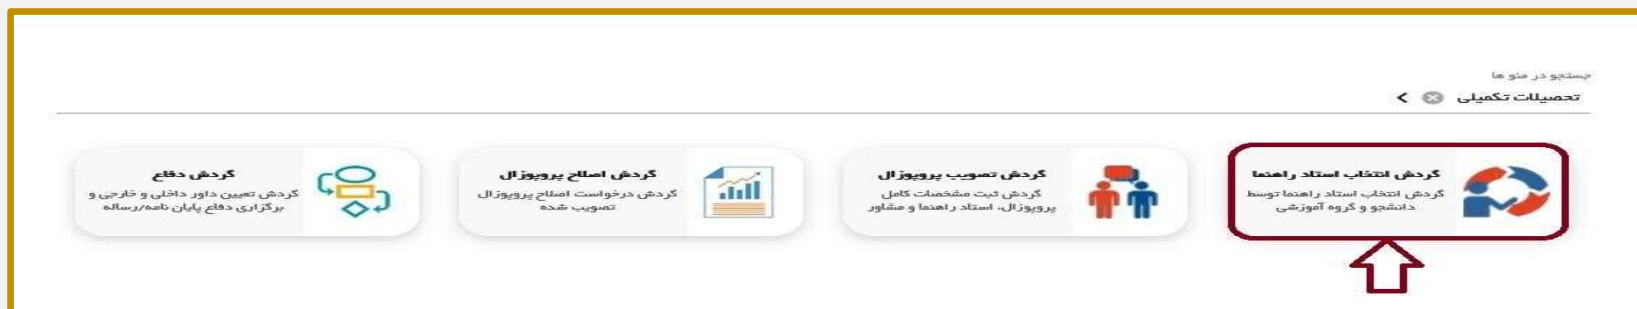 جستجو در منو ها
تحصیلات تکمیلی
گردش انتخاب استاد راهنما
گردش انتخاب استاد راهنما توسط
دانشجو و گروه آموزشی
گردش تصویب پروپوزال
گردش ثبت مشخصات کامل
پروپوزال، استاد راهنما و مشاور
گردش اصلاح پروپوزال
گردش درخواست اصلاح پروپوزال
تصویب شده
گردش دفاع
گردش تعیین داور داخلی و خارجی و
برگزاری دفاع پایان نامه/رساله